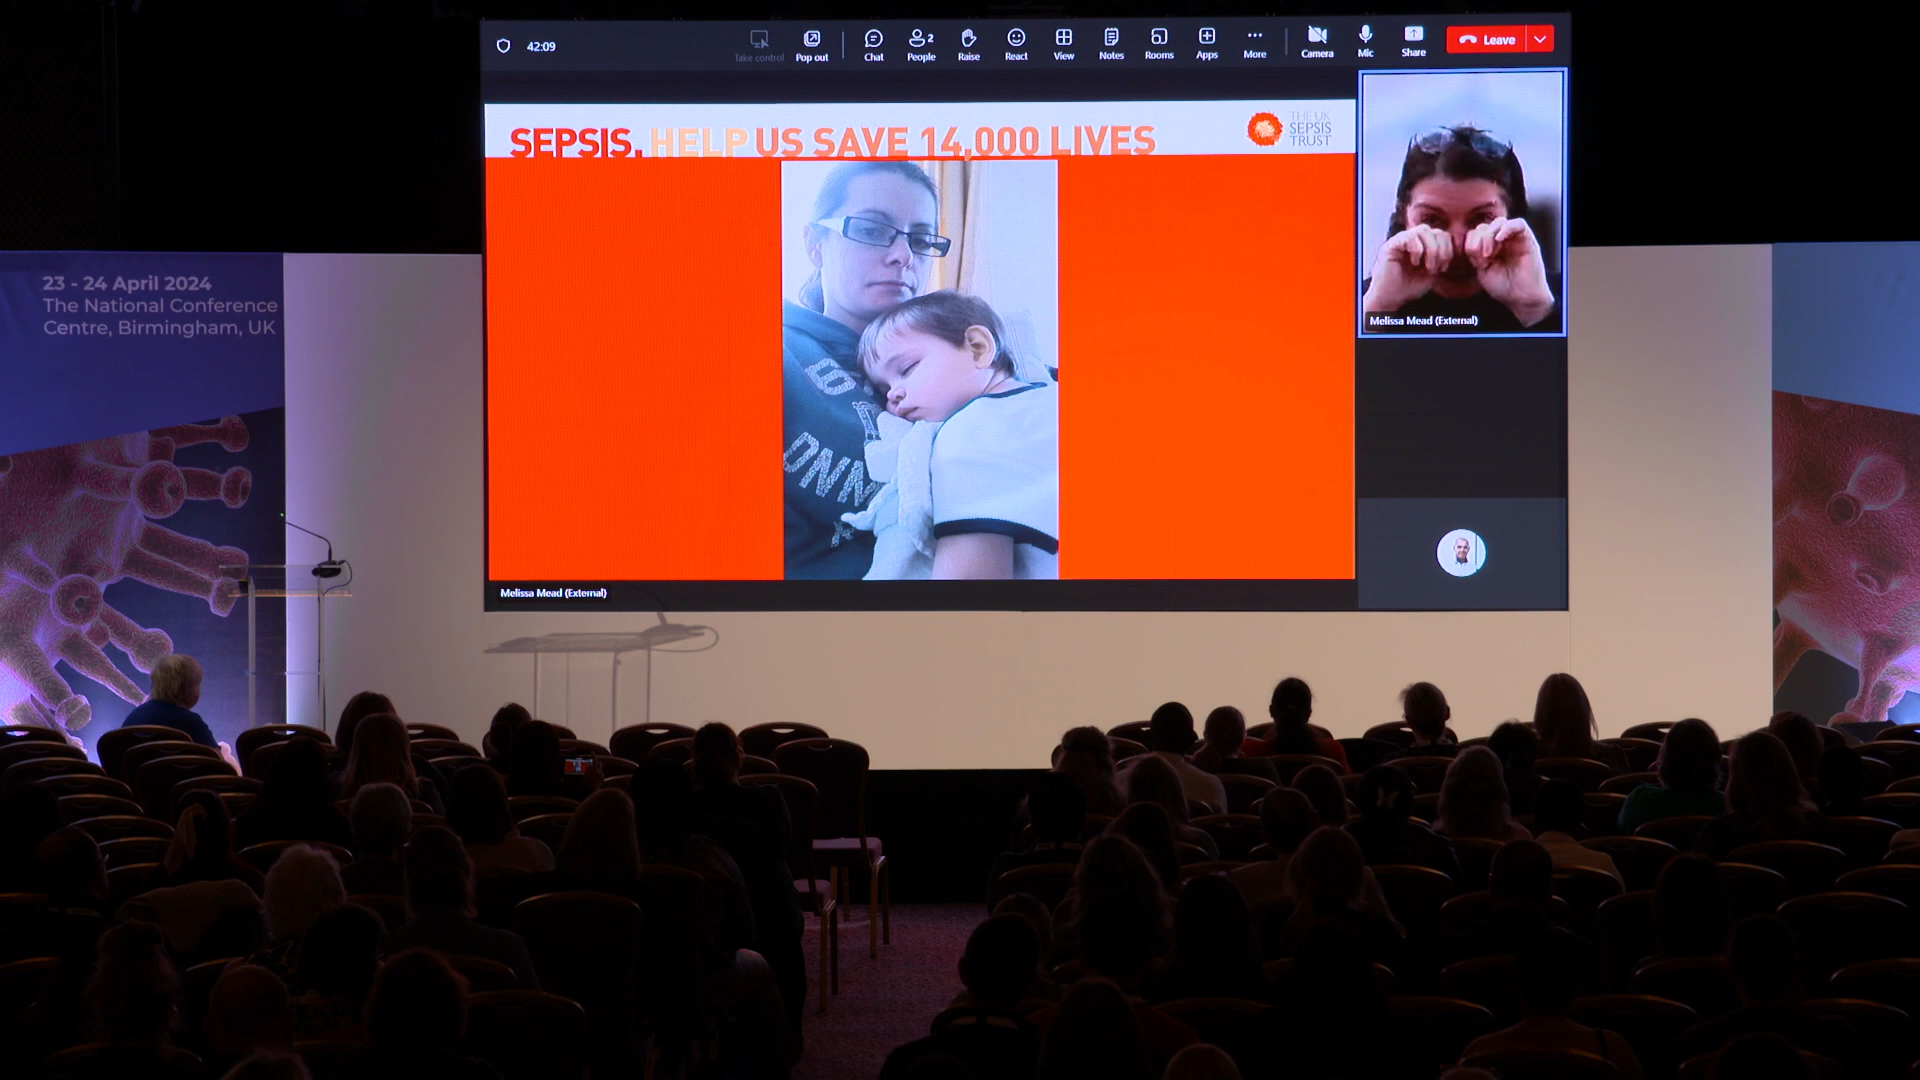 42:09
Take control
Pop out
Chat
People 2
Raise
React
View
Notes
Rooms
Apps
More
Camera
Mic
Share
Leave
SEPSIS, HELP US SAVE 14,000 LIVES
THE UK
SEPSIS
TRUST
Melissa Mead (External)
Melissa Mead (External)
23 - 24 April 2024
The National Conference
Centre, Birmingham, UK